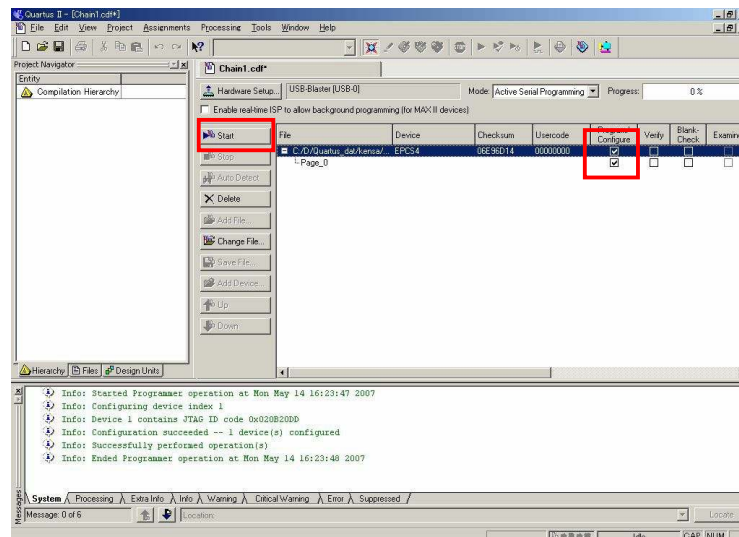 Quartus II - [Chain1.cdf*]
File Edit View Project Assignments Processing Tools Window Help
Project Navigator
Entity
Compilation Hierarchy
Hierarchy Files Design Units
Chain1.cdf*
Hardware Setup... USB-Blaster [USB-0] Mode: Active Serial Programming Progress: 0 %
Enable real-time ISP to allow background programming (for MAX II devices)
Start
Stop
Auto Detect
Delete
Add File...
Change File...
Save File...
Add Device...
Up
Down
File Device Checksum Usercode Program/ Configure Verify Blank- Check Examine
C:/D/Quartus_dat/kensa/... EPCS4 06E96D14 00000000
Page_0
Info: Started Programmer operation at Mon May 14 16:23:47 2007
Info: Configuring device index 1
Info: Device 1 contains JTAG ID code 0x020B20DD
Info: Configuration succeeded -- 1 device(s) configured
Info: Successfully performed operation(s)
Info: Ended Programmer operation at Mon May 14 16:23:48 2007
System Processing Extra Info Info Warning Critical Warning Error Suppressed
Messages
Message: 0 of 6 Location: Locate
Idle CAP NUM